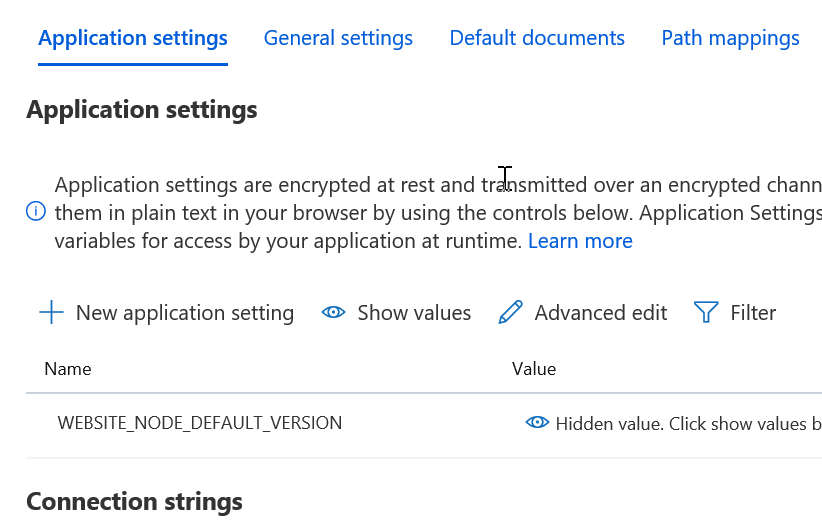 Application settings General settings Default documents Path mappings
Application settings
Application settings are encrypted at rest and transmitted over an encrypted chann
them in plain text in your browser by using the controls below. Application Settings
variables for access by your application at runtime. Learn more
New application setting Show values Advanced edit Filter
Name Value
WEBSITE_NODE_DEFAULT_VERSION Hidden value. Click show values b
Connection strings